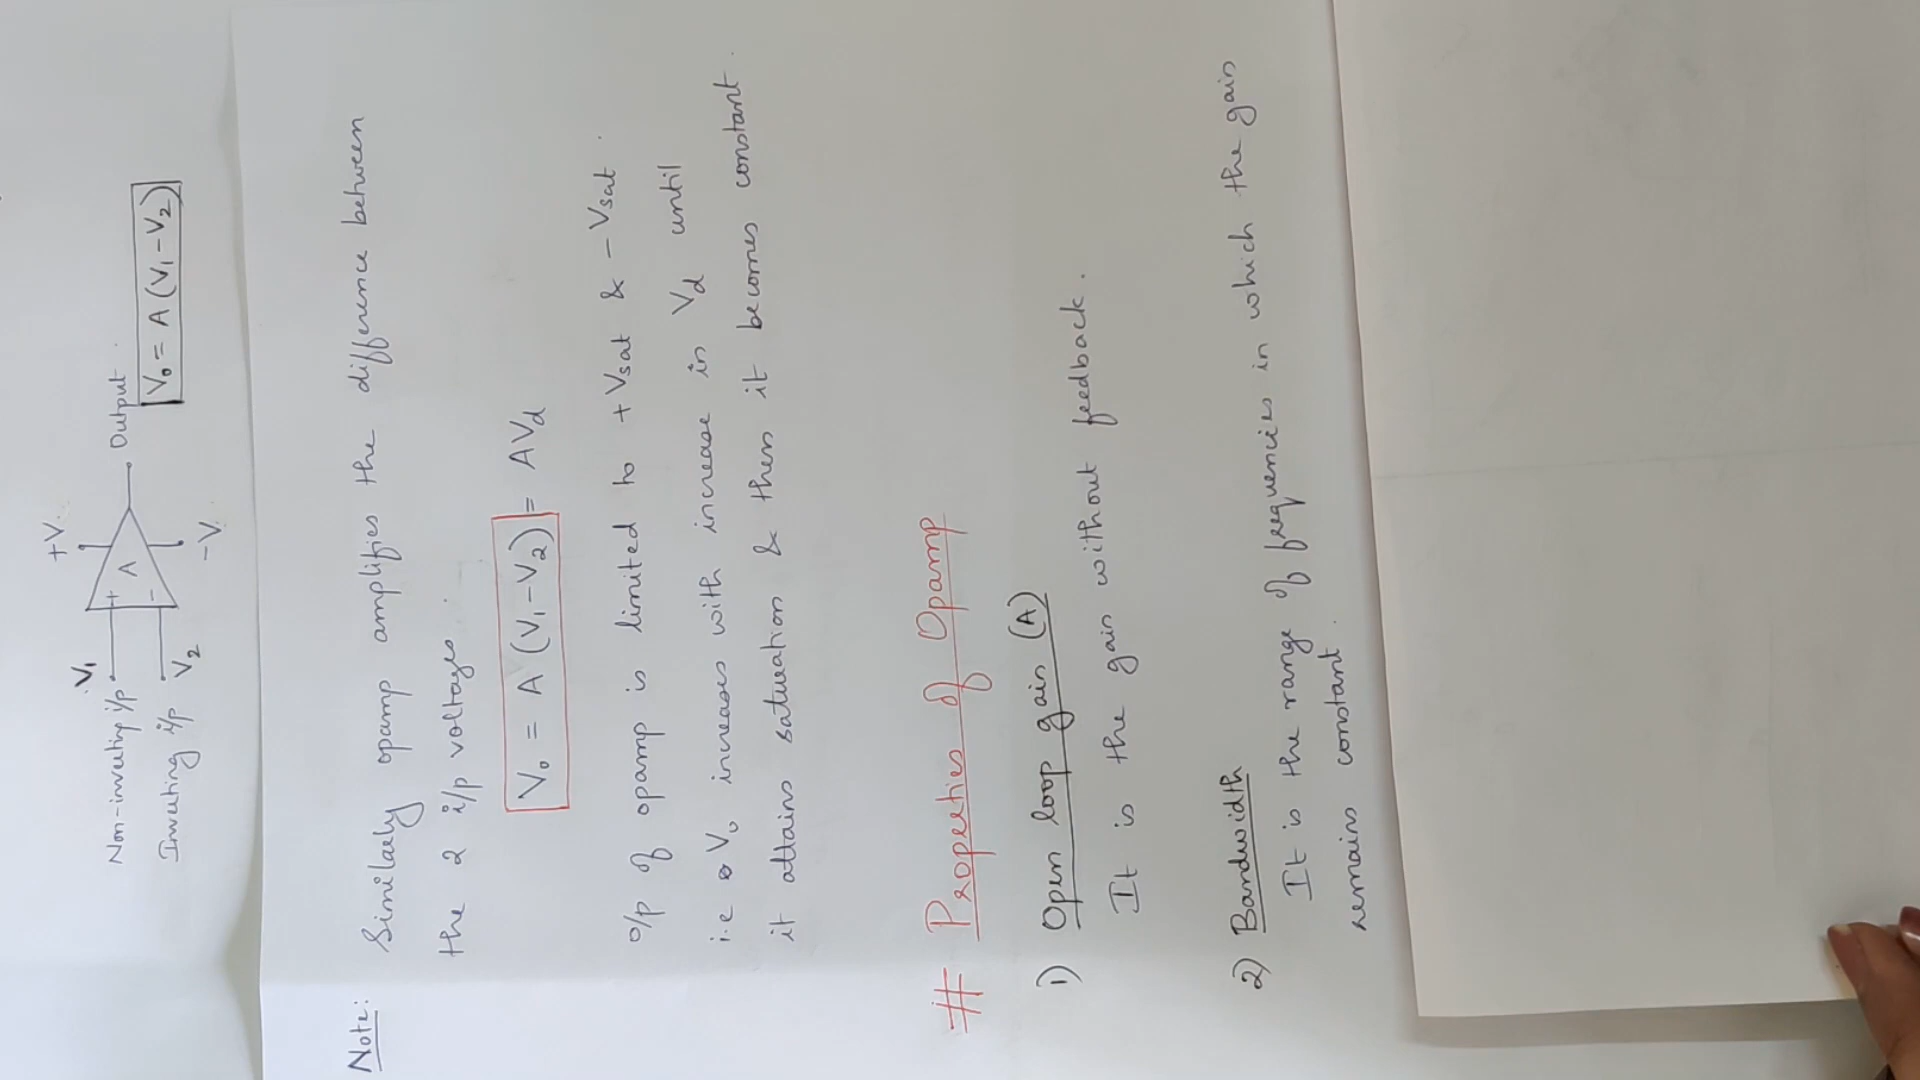 +V.
V₁
Non-inverting i/p
+ A Output
Inverting i/p
−
V₂
-V.
V₀ = A (V₁ - V₂)
Note: Similarly opamp amplifies the difference between
the 2 i/p voltages.
V₀ = A (V₁ - V₂) = AVd
O/p of opamp is limited to + Vsat & - Vsat.
i.e V₀ increases with increase in Vd until
it attains saturation & then it becomes constant.
# Properties of Opamp
1) Open loop gain (A)
It is the gain without feedback.
2) Bandwidth
It is the range of frequencies in which the gain
remains constant.